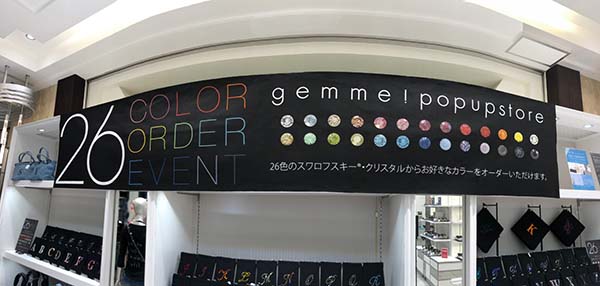 26
COLOR
ORDER
EVENT
gemme! popupstore
26色のスワロフスキー®・クリスタルからお好きなカラーをオーダーいただけます。
A B C D E F G